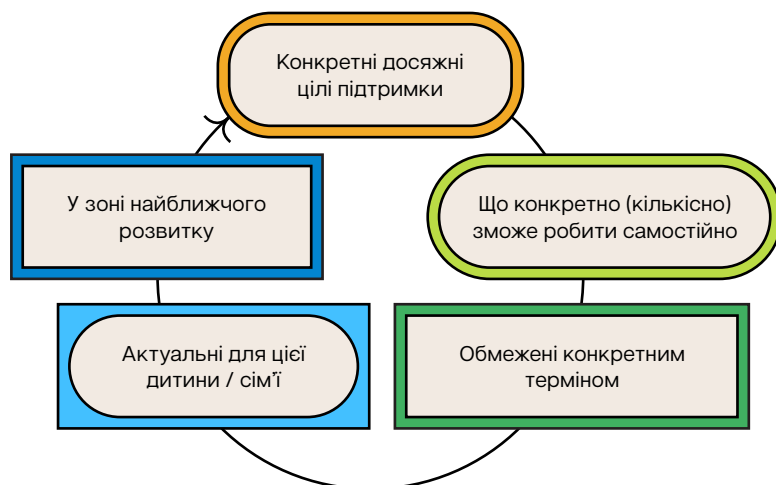 Конкретні досяжні
цілі підтримки
У зоні найближчого
розвитку
Що конкретно (кількісно)
зможе робити самостійно
Актуальні для цієї
дитини / сім’ї
Обмежені конкретним
терміном